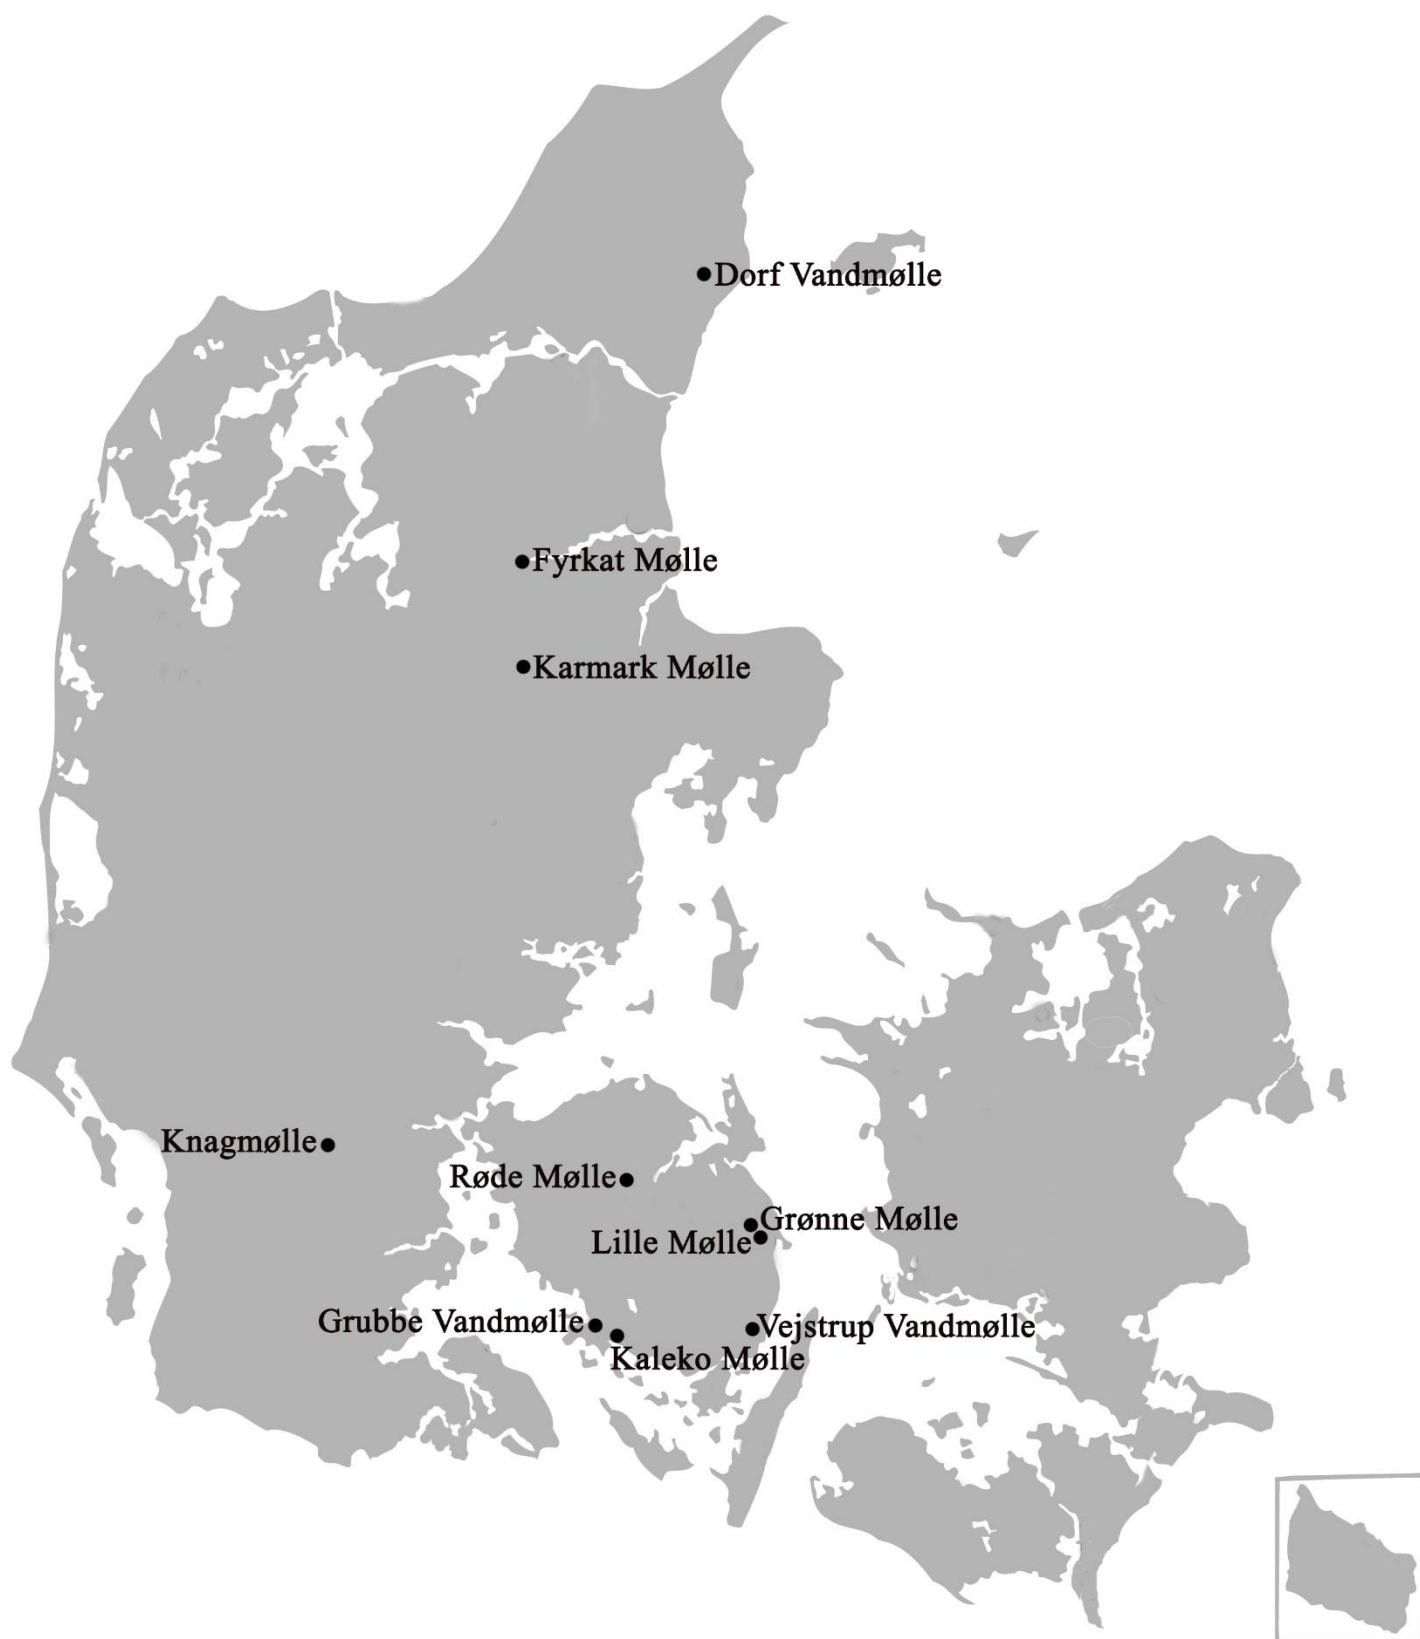 Dorf Vandmølle
Fyrkat Mølle
Karmark Mølle
Knagmølle
Røde Mølle
Grønne Mølle
Lille Mølle
Grubbe Vandmølle
Vejstrup Vandmølle
Kaleko Mølle